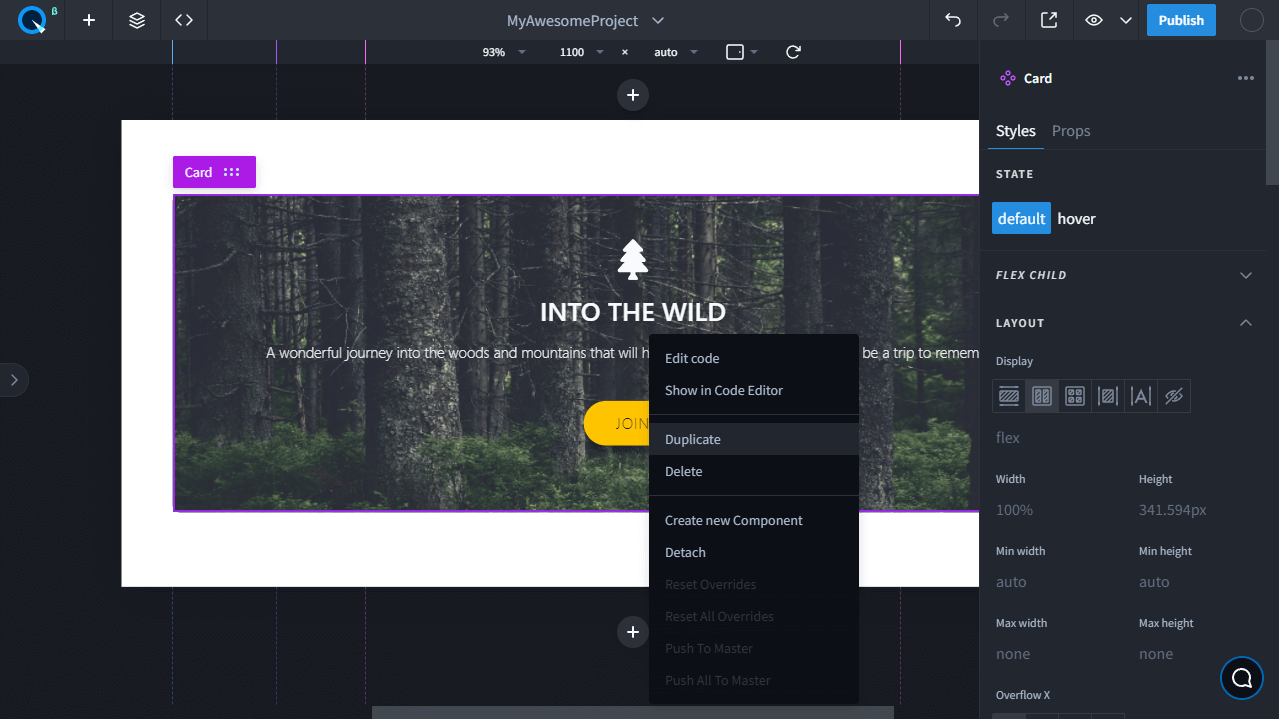 β
MyAwesomeProject
Publish
93% 1100 × auto
Card
Styles Props
STATE
default hover
FLEX CHILD
LAYOUT
Display
flex
Width Height
100% 341.594px
Min width Min height
auto auto
Max width Max height
none none
Overflow X
Card
INTO THE WILD
A wonderful journey into the woods and mountains that will
be a trip to remem
JOIN
Edit code
Show in Code Editor
Duplicate
Delete
Create new Component
Detach
Reset Overrides
Reset All Overrides
Push To Master
Push All To Master